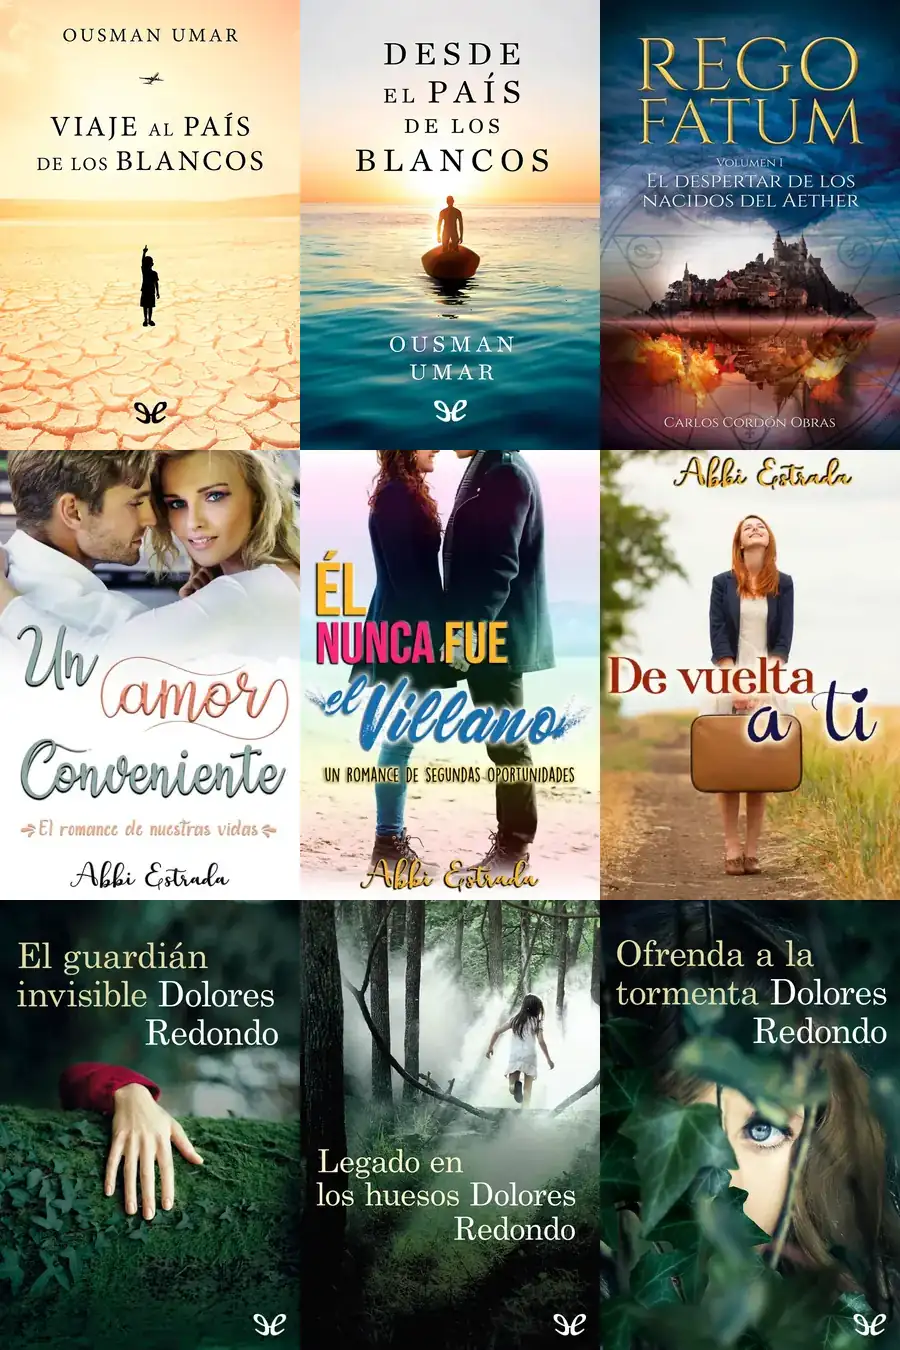 OUSMAN UMAR
VIAJE AL PAÍS
DE LOS BLANCOS
DESDE
EL PAÍS
DE LOS
BLANCOS
OUSMAN
UMAR
REGO
FATUM
VOLUMEN I
EL DESPERTAR DE LOS
NACIDOS DEL AETHER
CARLOS CORDÓN OBRAS
Un
amor
Conveniente
El romance de nuestras vidas
Abbi Estrada
ÉL
NUNCA FUE
el Villano
UN ROMANCE DE SEGUNDAS OPORTUNIDADES
Abbi Estrada
Abbi Estrada
De vuelta
a ti
El guardián
invisible Dolores
Redondo
Legado en
los huesos Dolores
Redondo
Ofrenda a la
tormenta Dolores
Redondo